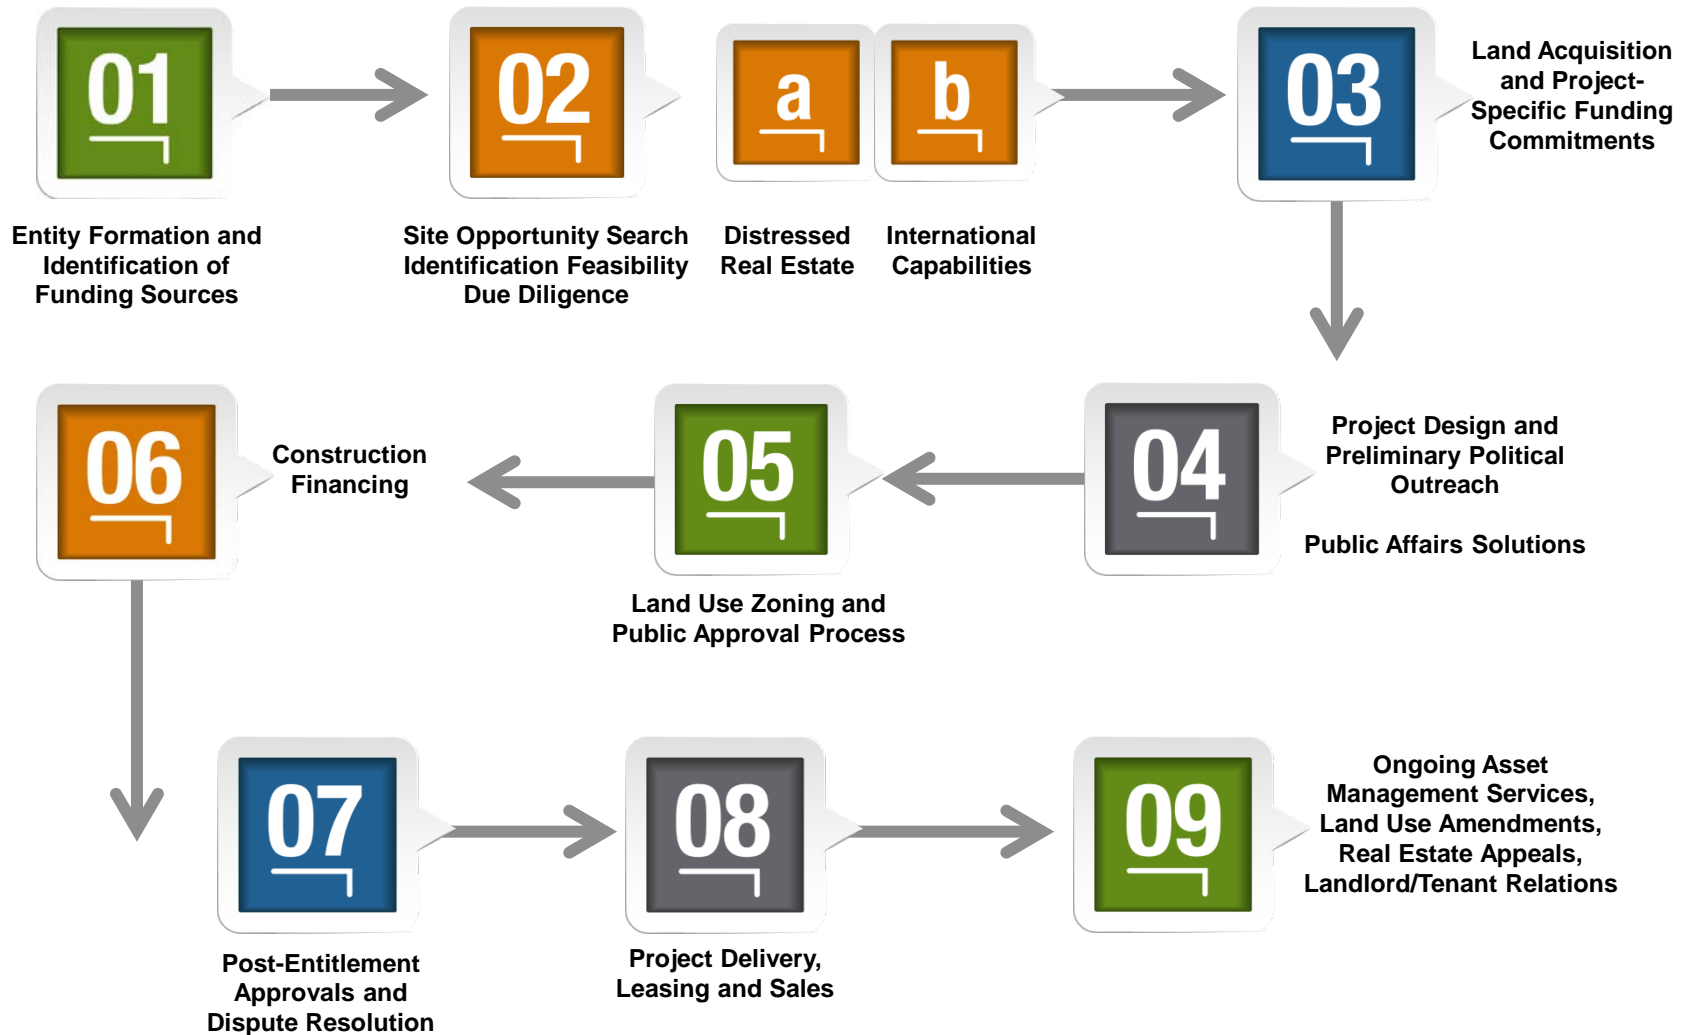 01
Entity Formation and
Identification of
Funding Sources
02
Site Opportunity Search
Identification Feasibility
Due Diligence
a
Distressed
Real Estate
b
International
Capabilities
03
Land Acquisition
and Project-
Specific Funding
Commitments
04
Project Design and
Preliminary Political
Outreach
Public Affairs Solutions
05
Land Use Zoning and
Public Approval Process
06
Construction
Financing
07
Post-Entitlement
Approvals and
Dispute Resolution
08
Project Delivery,
Leasing and Sales
09
Ongoing Asset
Management Services,
Land Use Amendments,
Real Estate Appeals,
Landlord/Tenant Relations